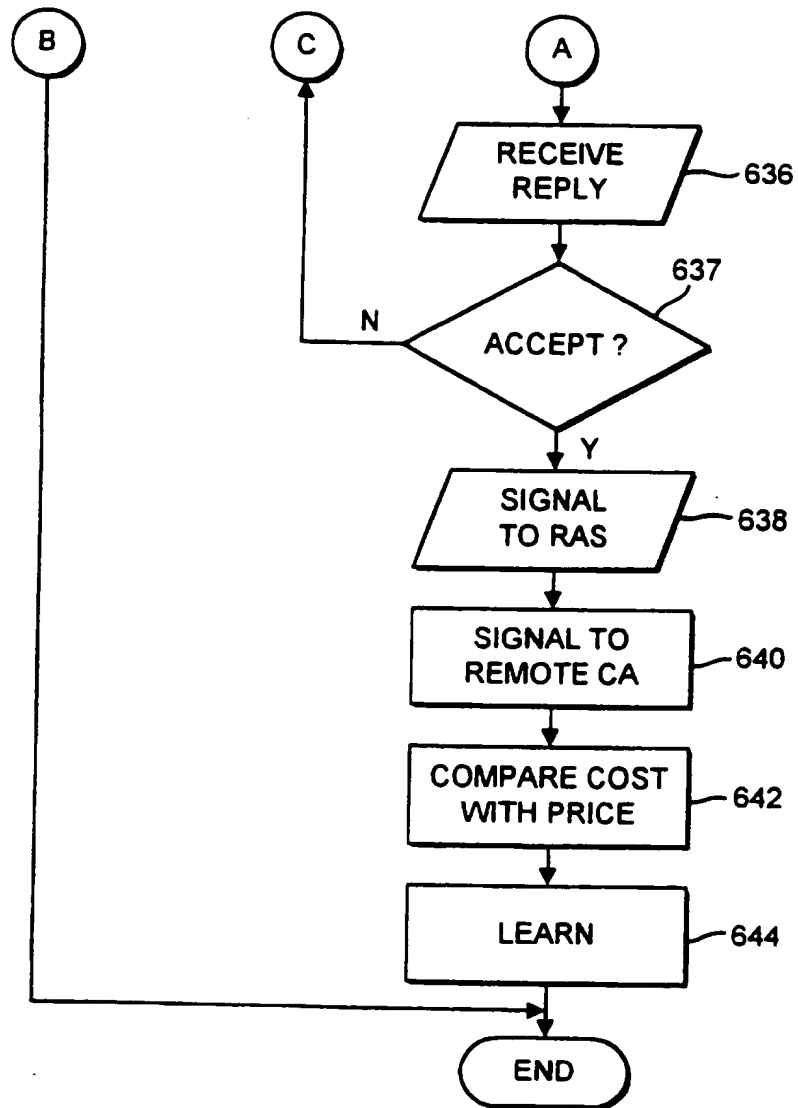 B
C
A
RECEIVE
REPLY
636
637
ACCEPT ?
N
Y
SIGNAL
TO RAS
638
SIGNAL TO
REMOTE CA
640
COMPARE COST
WITH PRICE
642
LEARN
644
END